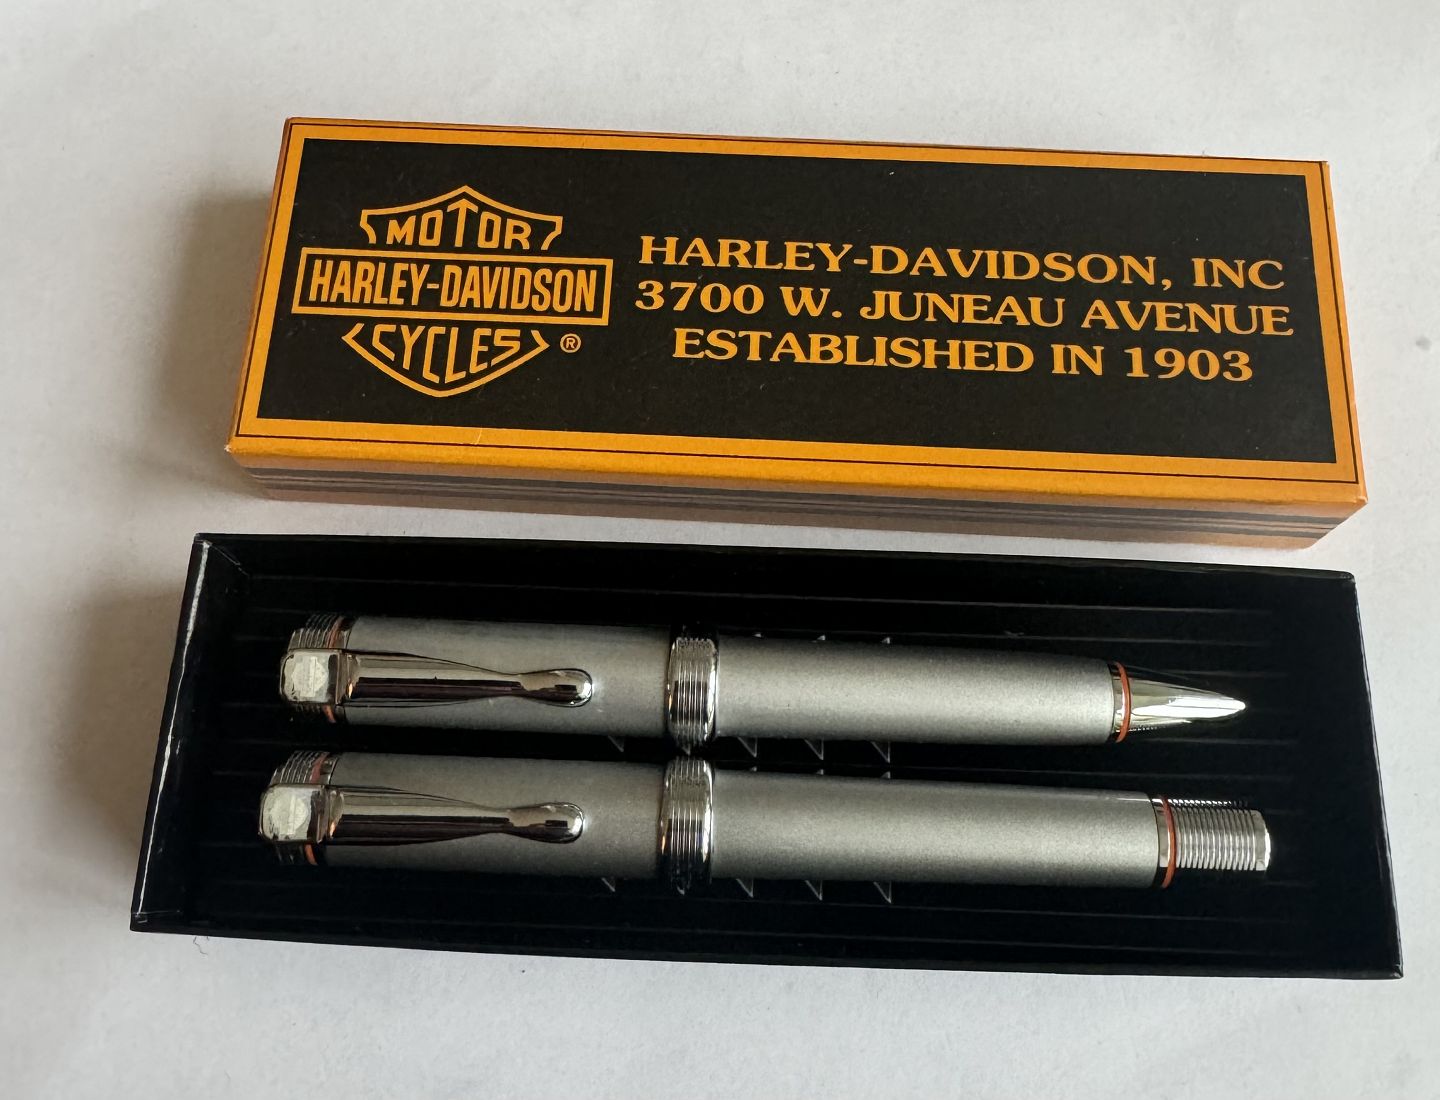 MOTOR
HARLEY-DAVIDSON
CYCLES®
HARLEY-DAVIDSON, INC
3700 W. JUNEAU AVENUE
ESTABLISHED IN 1903